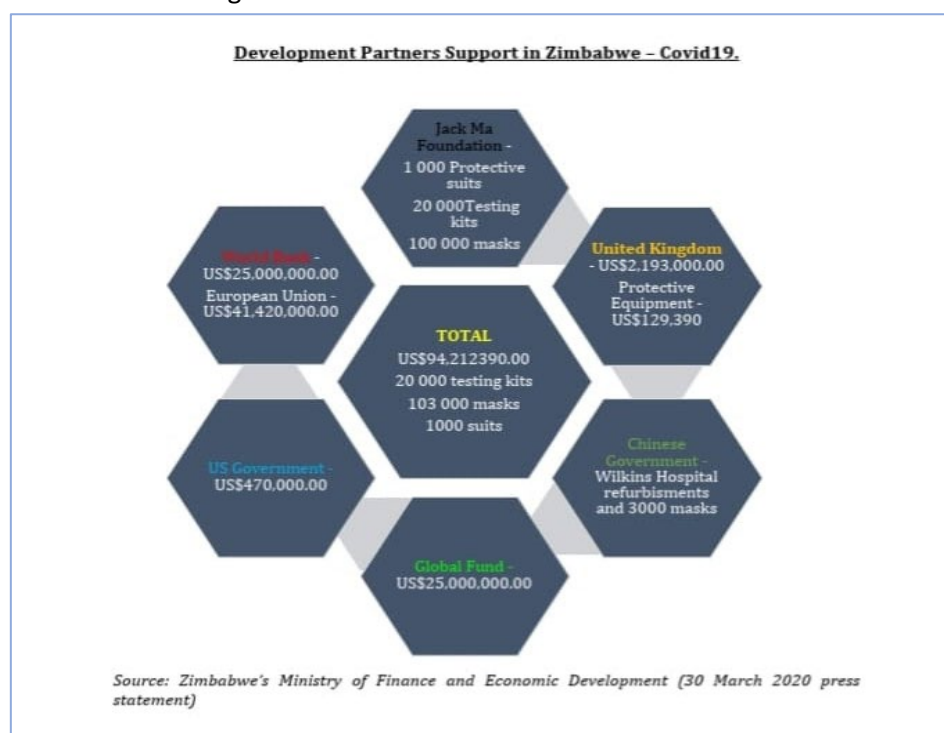 Development Partners Support in Zimbabwe – Covid19.
Jack Ma
Foundation -
1 000 Protective
suits
20 000Testing
kits
100 000 masks
World Bank -
US$25,000,000.00
European Union -
US$41,420,000.00
United Kingdom
- US$2,193,000.00
Protective
Equipment -
US$129,390
TOTAL
US$94,212390.00
20 000 testing kits
103 000 masks
1000 suits
US Government -
US$470,000.00
Chinese
Government -
Wilkins Hospital
refurbisments
and 3000 masks
Global Fund -
US$25,000,000.00
Source: Zimbabwe's Ministry of Finance and Economic Development (30 March 2020 press
statement)